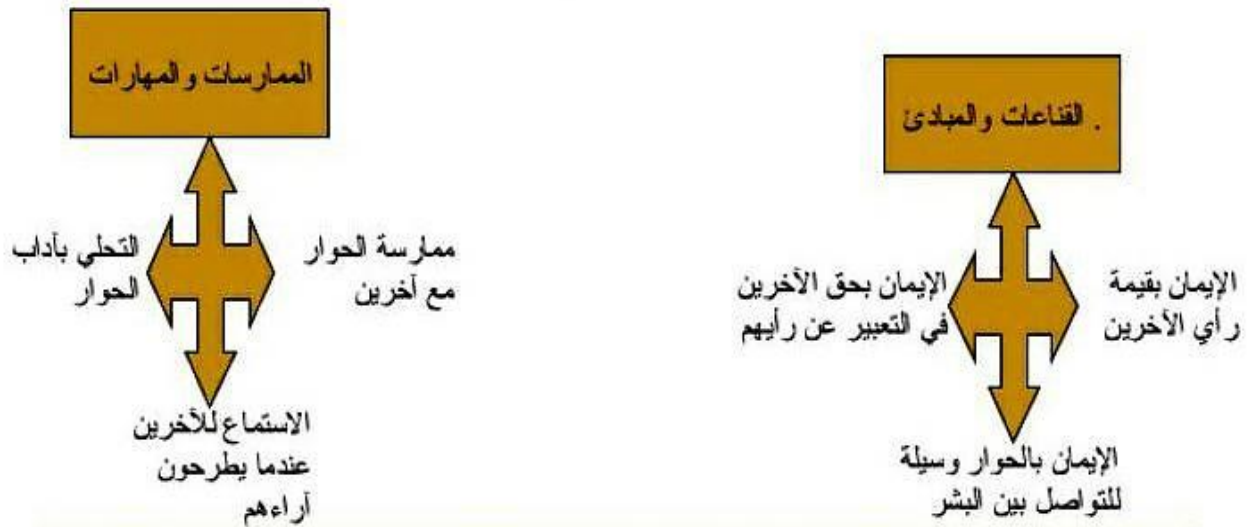 . القناعات والمبادئ
الإيمان بقيمة
رأي الآخرين
الإيمان بحق الآخرين
في التعبير عن رأيهم
الإيمان بالحوار وسيلة
للتواصل بين البشر
الممارسات والمهارات
ممارسة الحوار
مع آخرين
التحلي بآداب
الحوار
الاستماع للآخرين
عندما يطرحون
آراءهم